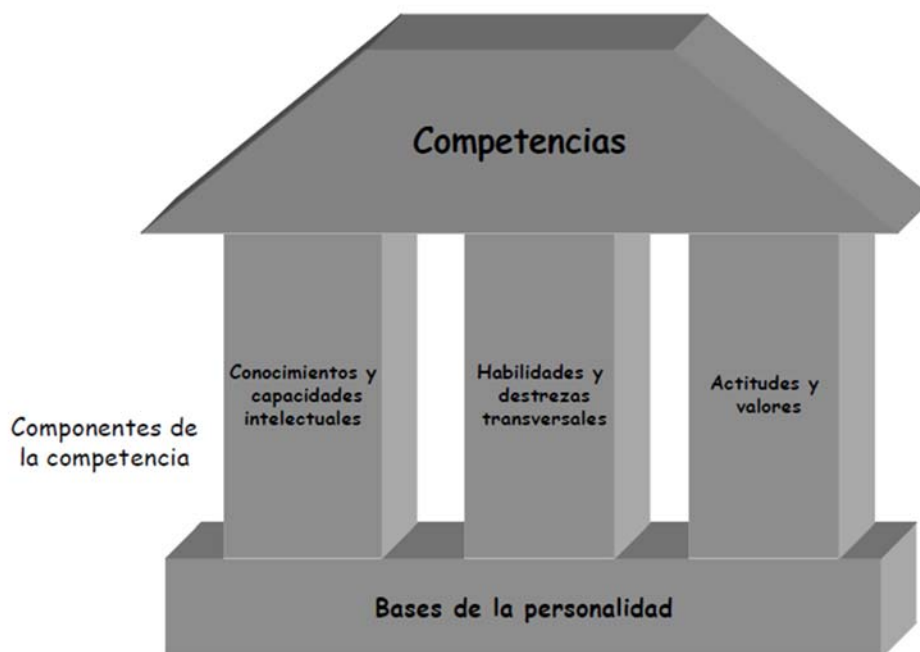 Competencias
Conocimientos y
capacidades
intelectuales
Habilidades y
destrezas
transversales
Actitudes y
valores
Componentes de
la competencia
Bases de la personalidad